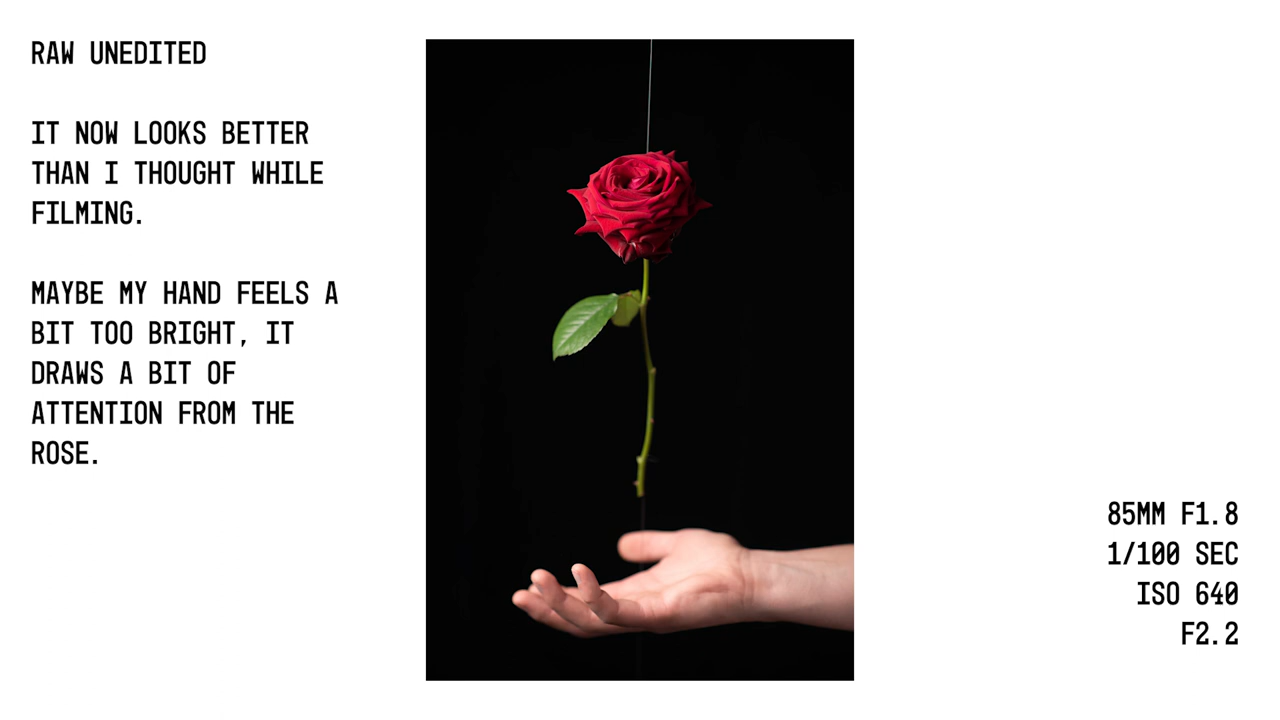 RAW UNEDITED
IT NOW LOOKS BETTER
THAN I THOUGHT WHILE
FILMING.
MAYBE MY HAND FEELS A
BIT TOO BRIGHT, IT
DRAWS A BIT OF
ATTENTION FROM THE
ROSE.
85MM F1.8
1/100 SEC
ISO 640
F2.2